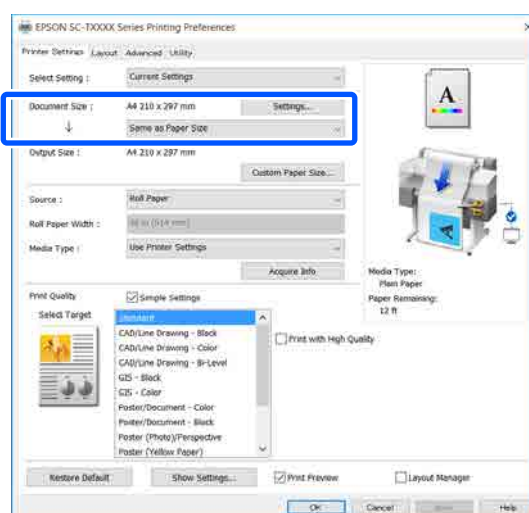 EPSON SC-TXXXX Series Printing Preferences
Printer Settings Layout Advanced Utility
Select Setting : Current Settings
Document Size : A4 210 x 297 mm Settings...
Same as Paper Size
Output Size : A4 210 x 297 mm
Custom Paper Size...
Source : Roll Paper
Roll Paper Width :
Media Type : Use Printer Settings
Acquire Info
A
Media Type:
Plain Paper
Paper Remaining:
12 ft
Print Quality Simple Settings
Select Target
Standard
CAD/Line Drawing - Black
CAD/Line Drawing - Color
CAD/Line Drawing - Bi-Level
GIS - Black
GIS - Color
Poster/Document - Color
Poster/Document - Black
Poster (Photo)/Perspective
Poster (Yellow Paper)
Print with High Quality
Restore Default Show Settings... Print Preview Layout Manager
OK Cancel Help